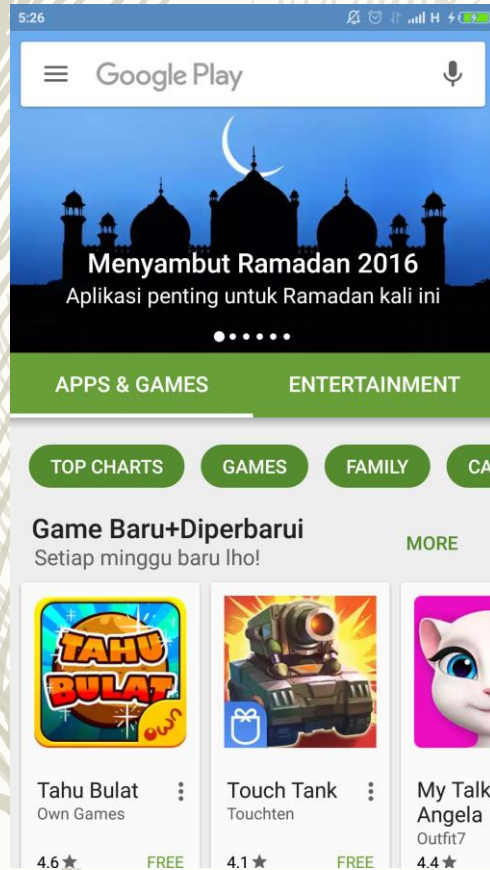 5:26
H
Google Play
Menyambut Ramadan 2016
Aplikasi penting untuk Ramadan kali ini
APPS & GAMES
ENTERTAINMENT
TOP CHARTS
GAMES
FAMILY
CA
Game Baru+Diperbarui
Setiap minggu baru lho!
MORE
TAHU
BULAT
own
Tahu Bulat
Own Games
4.6★
FREE
Touch Tank
Touchten
4.1★
FREE
My Talk
Angela
Outfit7
4.4★